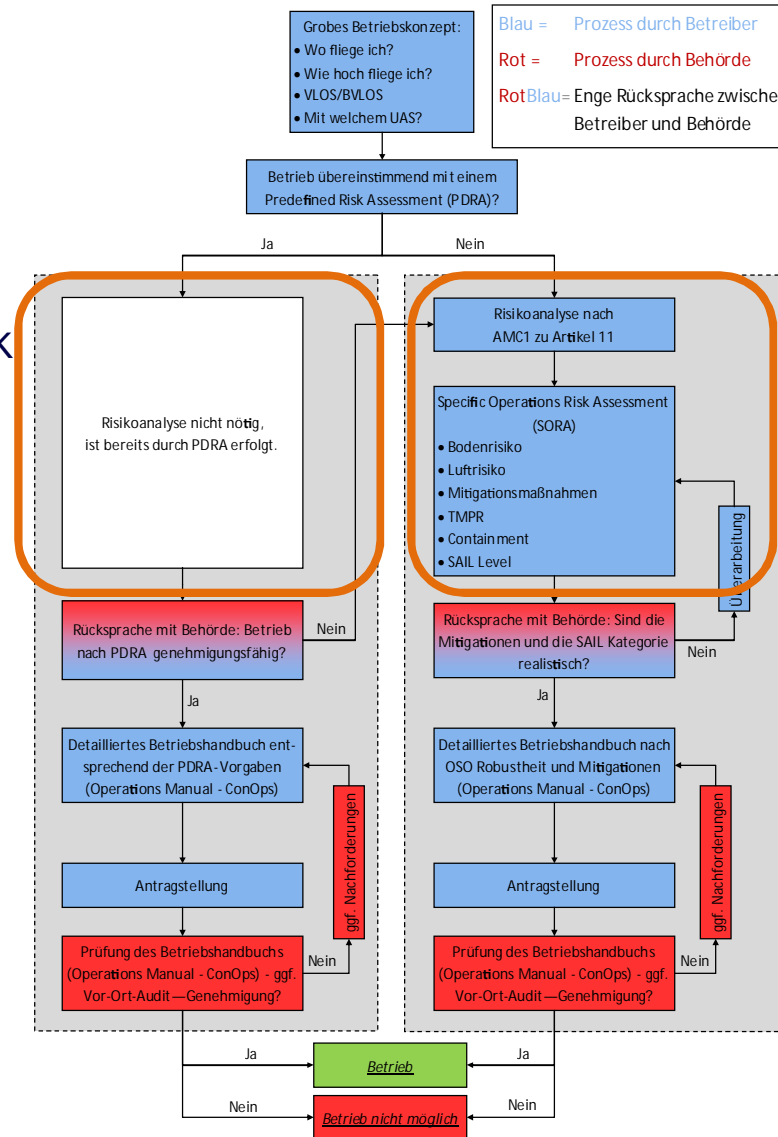 Grobes Betriebskonzept:
• Wo fliege ich?
• Wie hoch fliege ich?
• VLOS/BVLOS
• Mit welchem UAS?
Blau = Prozess durch Betreiber
Rot = Prozess durch Behörde
RotBlau= Enge Rücksprache zwische
Betreiber und Behörde
Betrieb übereinstimmend mit einem
Predefined Risk Assessment (PDRA)?
Ja
Nein
K
Risikoanalyse nicht nötig,
ist bereits durch PDRA erfolgt.
Risikoanalyse nach
AMC1 zu Artikel 11
Specific Operations Risk Assessment
(SORA)
• Bodenrisiko
• Luftrisiko
• Mitigationsmaßnahmen
• TMPR
• Containment
• SAIL Level
Überarbeitung
Rücksprache mit Behörde: Betrieb
nach PDRA genehmigungsfähig?
Nein
Rücksprache mit Behörde: Sind die
Mitigationen und die SAIL Kategorie
realistisch?
Nein
Ja
Ja
Detailliertes Betriebshandbuch ent-
sprechend der PDRA-Vorgaben
(Operations Manual - ConOps)
ggf. Nachforderungen
Detailliertes Betriebshandbuch nach
OSO Robustheit und Mitigationen
(Operations Manual - ConOps)
ggf. Nachforderungen
Antragstellung
Antragstellung
Prüfung des Betriebshandbuchs
(Operations Manual - ConOps) - ggf.
Vor-Ort-Audit—Genehmigung?
Nein
Prüfung des Betriebshandbuchs
(Operations Manual - ConOps) - ggf.
Vor-Ort-Audit—Genehmigung?
Nein
Ja
Betrieb
Ja
Nein
Betrieb nicht möglich
Nein